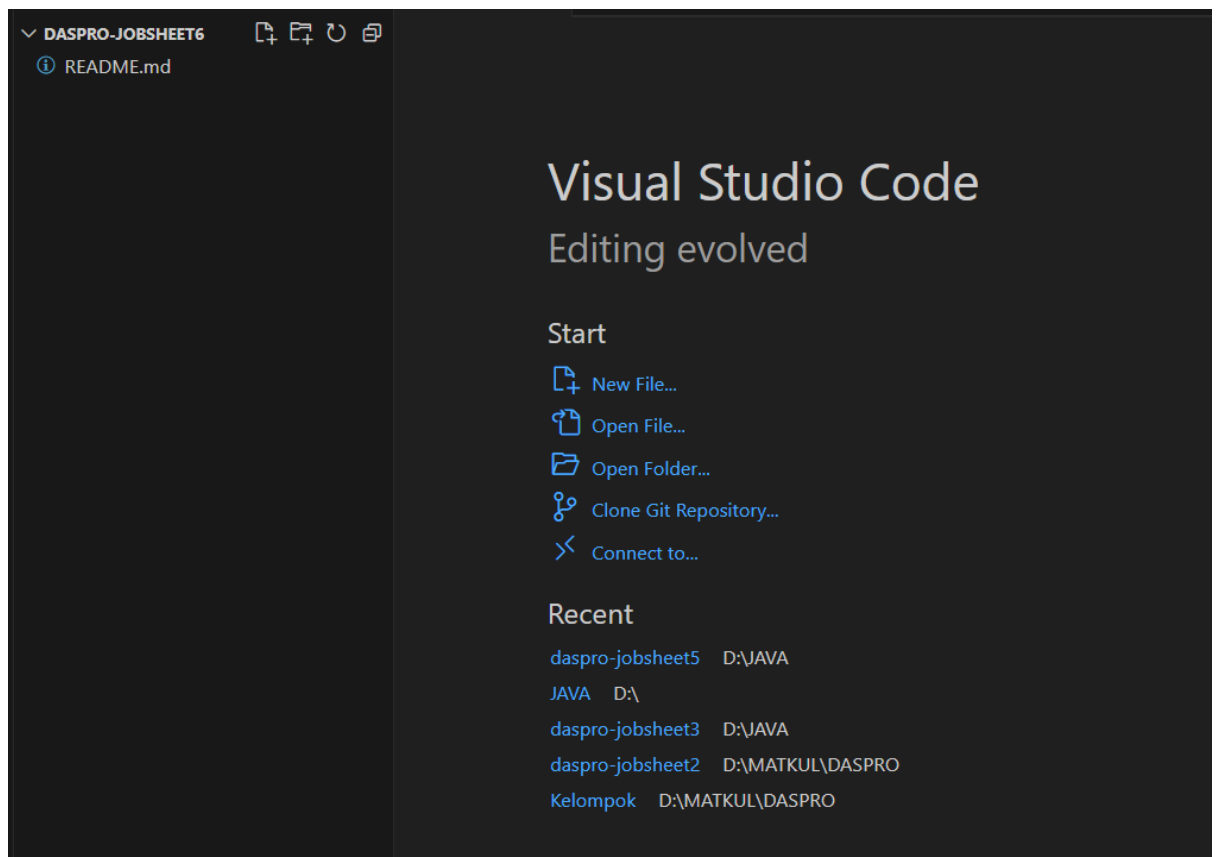 DASPRO-JOBSHEET6
README.md
Visual Studio Code
Editing evolved
Start
New File...
Open File...
Open Folder...
Clone Git Repository...
Connect to...
Recent
daspro-jobsheet5 D:\JAVA
JAVA D:\
daspro-jobsheet3 D:\JAVA
daspro-jobsheet2 D:\MATKUL\DASPRO
Kelompok D:\MATKUL\DASPRO